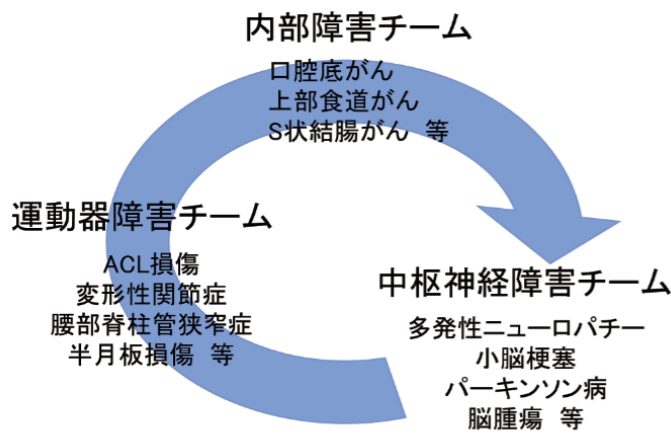 内部障害チーム
口腔底がん
上部食道がん
S状結腸がん 等
運動器障害チーム
ACL損傷
変形性関節症
腰部脊柱管狭窄症
半月板損傷 等
中枢神経障害チーム
多発性ニューロパチー
小脳梗塞
パーキンソン病
脳腫瘍 等